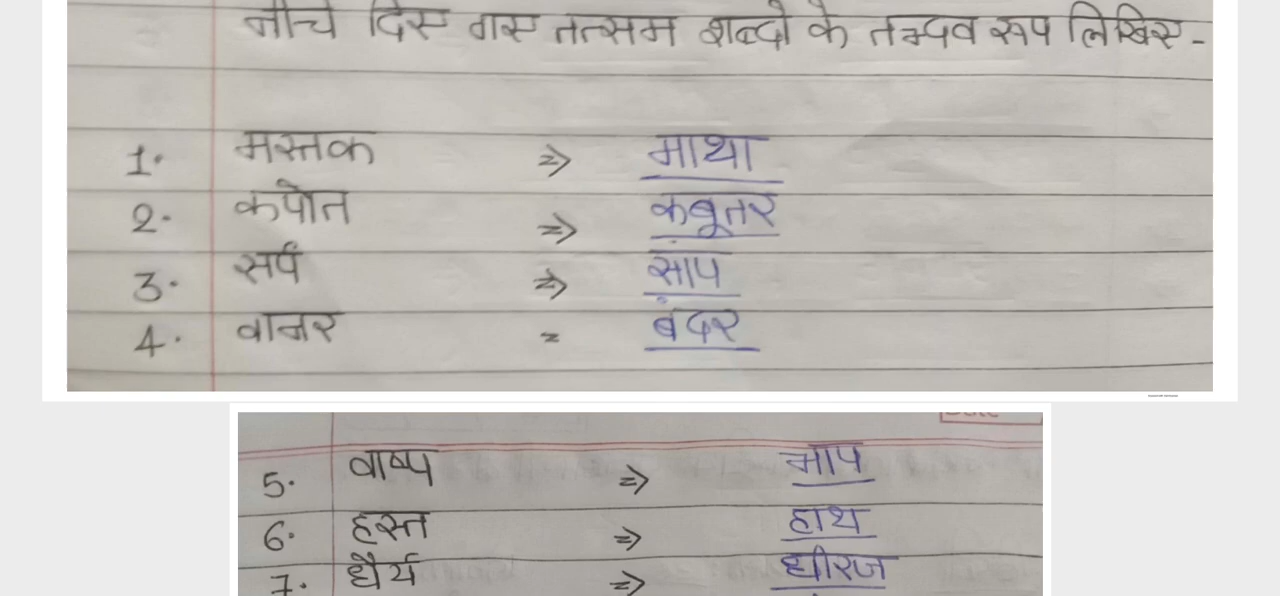 नीचे दिस गस तत्सम शब्दो के तद्भव रूप लिखिस -
1. मस्तक => माथा
2. कपोत => कबूतर
3. सर्प => सांप
4. वानर = बंदर
5. वाष्प => भाप
6. हस्त => हाथ
7. धैर्य => धीरज